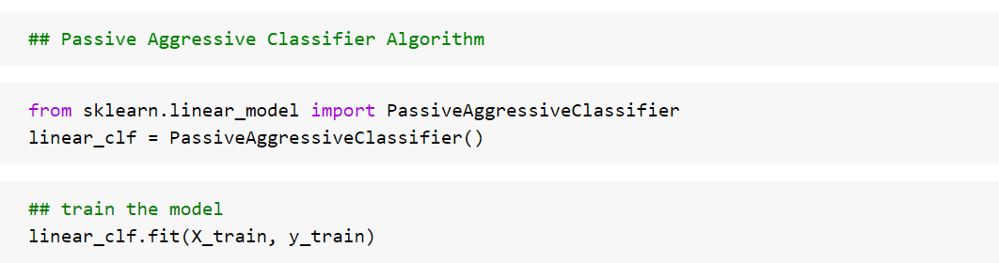 ## Passive Aggressive Classifier Algorithm
from sklearn.linear_model import PassiveAggressiveClassifier
linear_clf = PassiveAggressiveClassifier()
## train the model
linear_clf.fit(X_train, y_train)